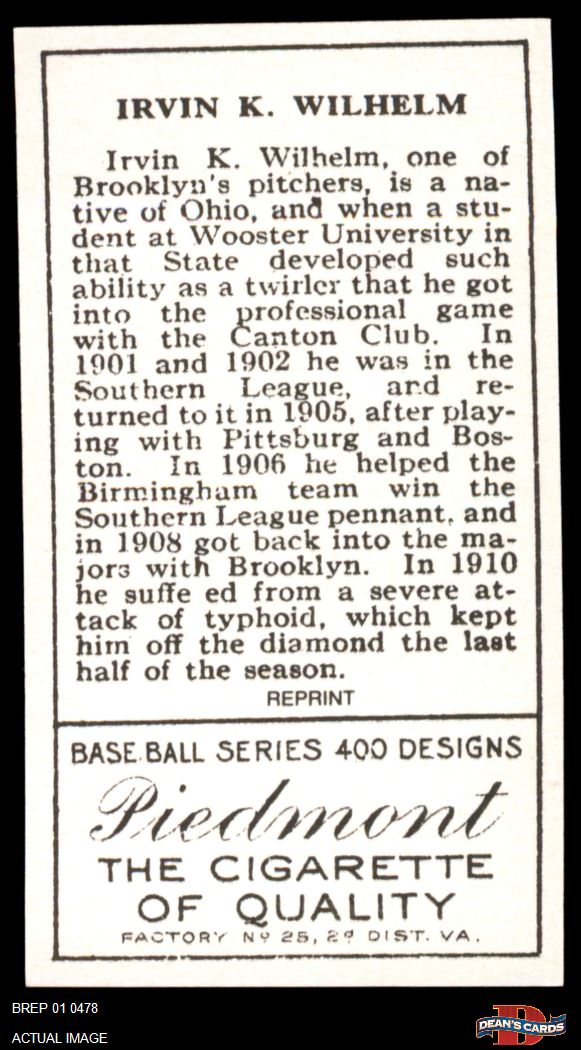 IRVIN K. WILHELM
Irvin K. Wilhelm, one of
Brooklyn's pitchers, is a na-
tive of Ohio, and when a stu-
dent at Wooster University in
that State developed such
ability as a twirler that he got
into the professional game
with the Canton Club. In
1901 and 1902 he was in the
Southern League, and re-
turned to it in 1905, after play-
ing with Pittsburg and Bos-
ton. In 1906 he helped the
Birmingham team win the
Southern League pennant, and
in 1908 got back into the ma-
jors with Brooklyn. In 1910
he suffe ed from a severe at-
tack of typhoid, which kept
him off the diamond the last
half of the season.
REPRINT
BASE BALL SERIES 400 DESIGNS
Piedmont
THE CIGARETTE
OF QUALITY
FACTORY No 25, 2d DIST. VA.
BREP 01 0478
ACTUAL IMAGE
D
DEAN'S CARDS